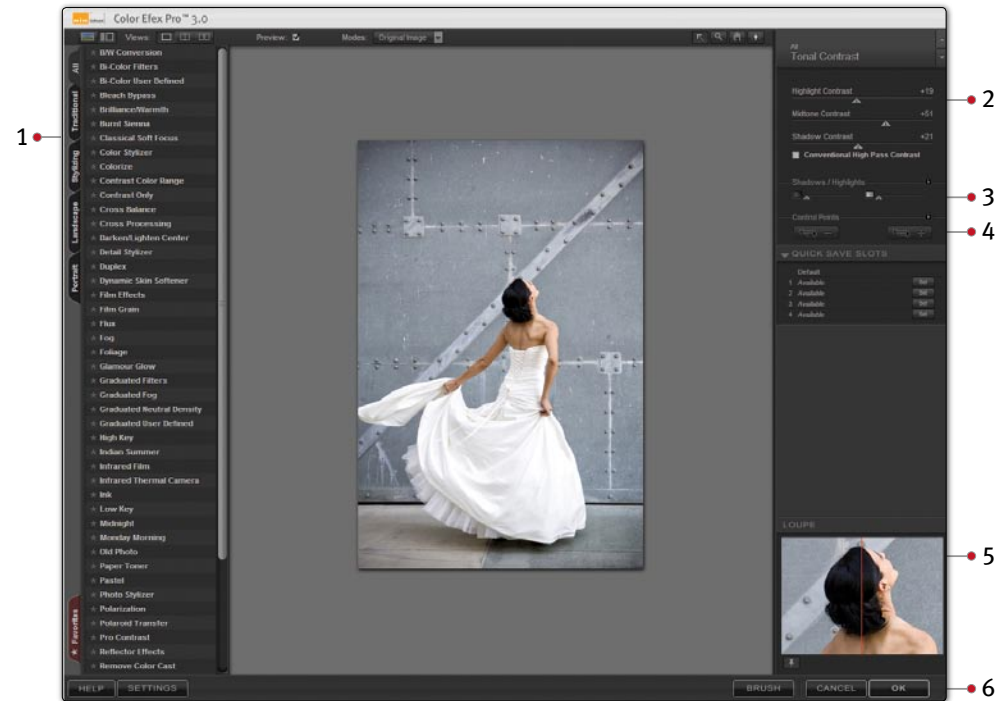 Color Efex Pro™ 3.0
Views:
Preview:
Modes: Original Image
All
Traditional
Stylizing
Landscape
Portrait
★ Favorites
B/W Conversion
Bi-Color Filters
Bi-Color User Defined
Bleach Bypass
Brilliance/Warmth
Burnt Sienna
Classical Soft Focus
Color Stylizer
Colorize
Contrast Color Range
Contrast Only
Cross Balance
Cross Processing
Darken/Lighten Center
Detail Stylizer
Duplex
Dynamic Skin Softener
Film Effects
Film Grain
Flux
Fog
Foliage
Glamour Glow
Graduated Filters
Graduated Fog
Graduated Neutral Density
Graduated User Defined
High Key
Indian Summer
Infrared Film
Infrared Thermal Camera
Ink
Low Key
Midnight
Monday Morning
Old Photo
Paper Toner
Pastel
Photo Stylizer
Polarization
Polaroid Transfer
Pro Contrast
Reflector Effects
Remove Color Cast
1
All
Tonal Contrast
Highlight Contrast +19
2
Midtone Contrast +51
Shadow Contrast +21
Conventional High Pass Contrast
Shadows / Highlights
3
Control Points
4
QUICK SAVE SLOTS
Default
1 Available Set
2 Available Set
3 Available Set
4 Available Set
LOUPE
5
HELP SETTINGS BRUSH CANCEL OK
6